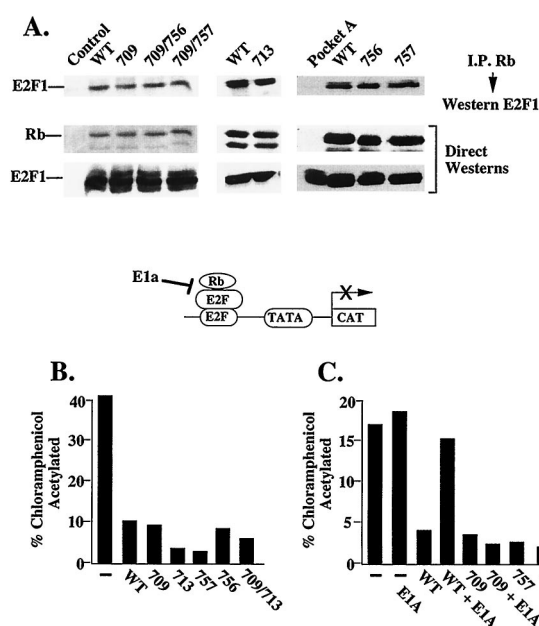 A.
Control
WT
709
709/756
709/757
WT
713
Pocket A
WT
756
757
E2F1
I.P. Rb
Western E2F1
Rb
E2F1
Direct
Westerns
E1a
Rb
E2F
E2F
TATA
X
CAT
B.
% Chloramphenicol
Acetylated
40
30
20
10
0
–
WT
709
713
757
756
709/713
C.
% Chloramphenicol
Acetylated
20
15
10
5
0
–
–
E1A
WT
WT + E1A
709
709 + E1A
757